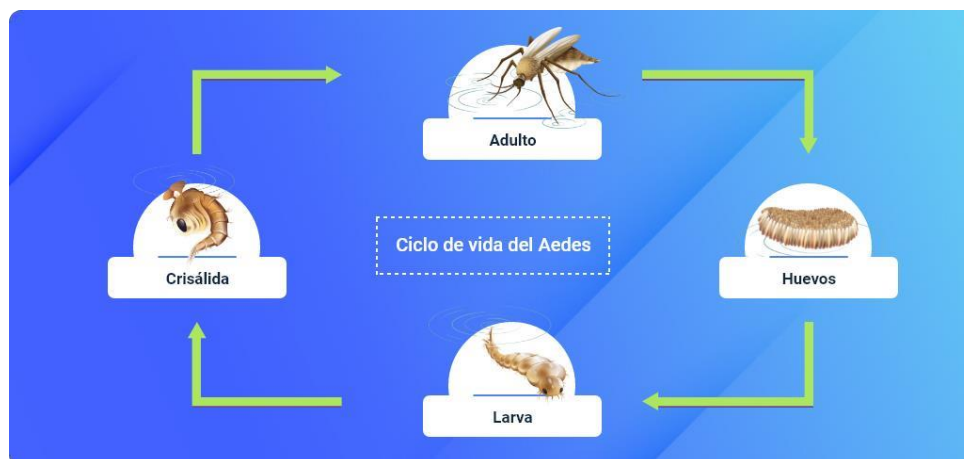 Adulto
Crisálida
Ciclo de vida del Aedes
Huevos
Larva